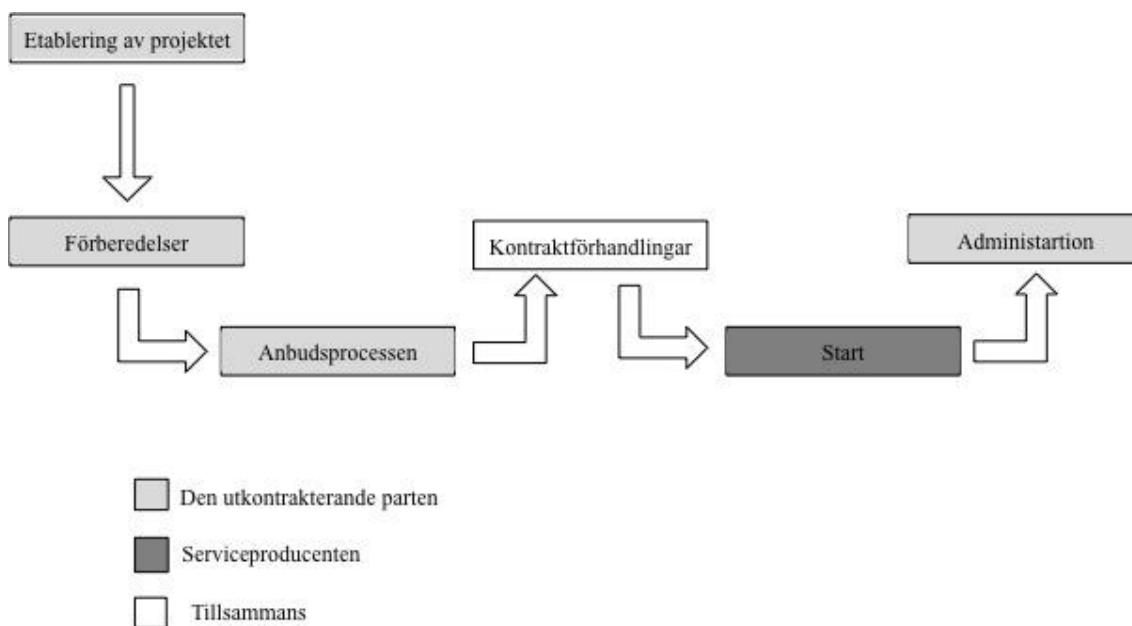 Etablering av projektet
Förberedelser
Kontraktförhandlingar
Administartion
Anbudsprocessen
Start
Den utkontrakterande parten
Serviceproducenten
Tillsammans